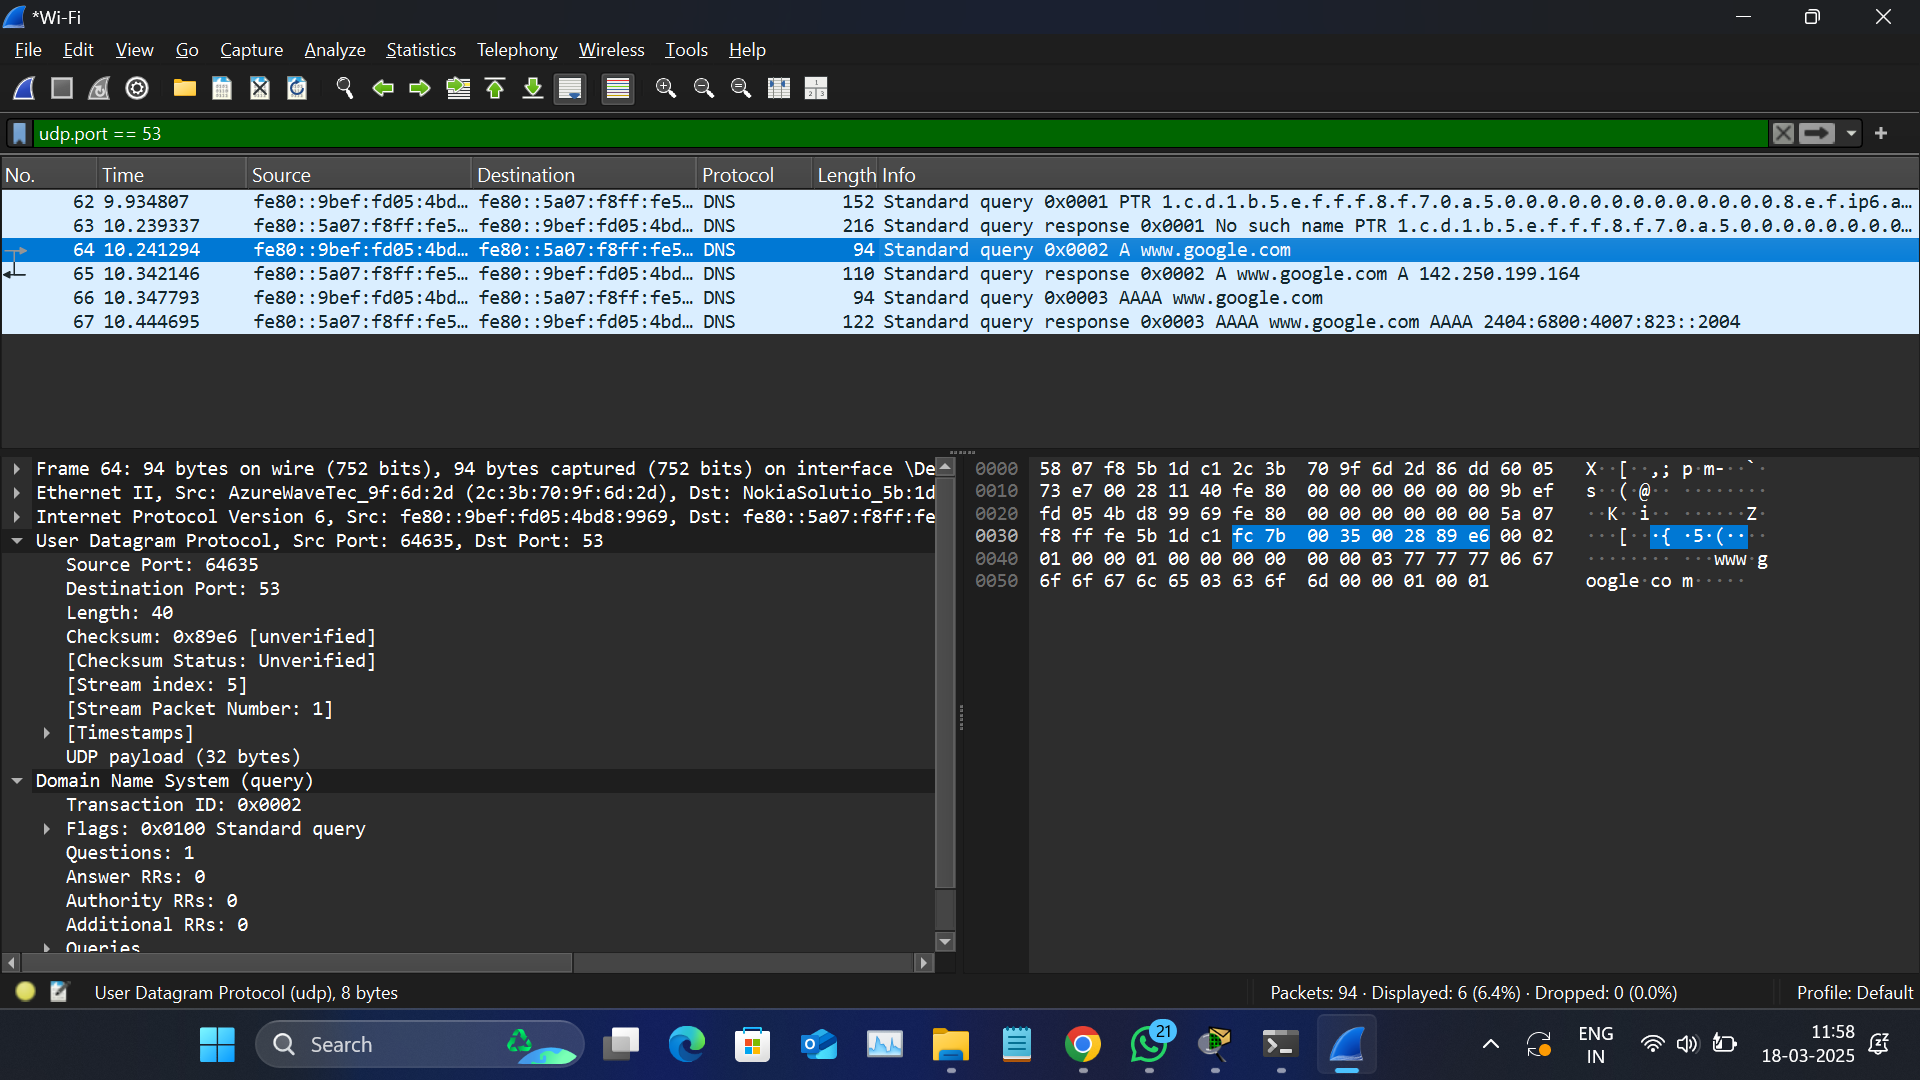 *Wi-Fi
File Edit View Go Capture Analyze Statistics Telephony Wireless Tools Help
udp.port == 53
No. Time Source Destination Protocol Length Info
62 9.934807 fe80::9bef:fd05:4bd… fe80::5a07:f8ff:fe5… DNS 152 Standard query 0x0001 PTR 1.c.d.1.b.5.e.f.f.f.8.f.7.0.a.5.0.0.0.0.0.0.0.0.0.0.0.0.0.8.e.f.ip6.a…
63 10.239337 fe80::5a07:f8ff:fe5… fe80::9bef:fd05:4bd… DNS 216 Standard query response 0x0001 No such name PTR 1.c.d.1.b.5.e.f.f.f.8.f.7.0.a.5.0.0.0.0.0.0.0.0.0…
64 10.241294 fe80::9bef:fd05:4bd… fe80::5a07:f8ff:fe5… DNS 94 Standard query 0x0002 A www.google.com
65 10.342146 fe80::5a07:f8ff:fe5… fe80::9bef:fd05:4bd… DNS 110 Standard query response 0x0002 A www.google.com A 142.250.199.164
66 10.347793 fe80::9bef:fd05:4bd… fe80::5a07:f8ff:fe5… DNS 94 Standard query 0x0003 AAAA www.google.com
67 10.444695 fe80::5a07:f8ff:fe5… fe80::9bef:fd05:4bd… DNS 122 Standard query response 0x0003 AAAA www.google.com AAAA 2404:6800:4007:823::2004
Frame 64: 94 bytes on wire (752 bits), 94 bytes captured (752 bits) on interface \De
Ethernet II, Src: AzureWaveTec_9f:6d:2d (2c:3b:70:9f:6d:2d), Dst: NokiaSolutio_5b:1d
Internet Protocol Version 6, Src: fe80::9bef:fd05:4bd8:9969, Dst: fe80::5a07:f8ff:fe
User Datagram Protocol, Src Port: 64635, Dst Port: 53
Source Port: 64635
Destination Port: 53
Length: 40
Checksum: 0x89e6 [unverified]
[Checksum Status: Unverified]
[Stream index: 5]
[Stream Packet Number: 1]
[Timestamps]
UDP payload (32 bytes)
Domain Name System (query)
Transaction ID: 0x0002
Flags: 0x0100 Standard query
Questions: 1
Answer RRs: 0
Authority RRs: 0
Additional RRs: 0
Queries
0000 58 07 f8 5b 1d c1 2c 3b 70 9f 6d 2d 86 dd 60 05 X··[··,; p·m-··`·
0010 73 e7 00 28 11 40 fe 80 00 00 00 00 00 00 9b ef s··(·@·· ········
0020 fd 05 4b d8 99 69 fe 80 00 00 00 00 00 00 5a 07 ··K··i·· ······Z·
0030 f8 ff fe 5b 1d c1 fc 7b 00 35 00 28 89 e6 00 02 ···[···{ ·5·(····
0040 01 00 00 01 00 00 00 00 00 00 03 77 77 77 06 67 ········ ···www·g
0050 6f 6f 67 6c 65 03 63 6f 6d 00 00 01 00 01 oogle·co m·····
User Datagram Protocol (udp), 8 bytes
Packets: 94 · Displayed: 6 (6.4%) · Dropped: 0 (0.0%)
Profile: Default
Search
21
ENG
IN
11:58
18-03-2025